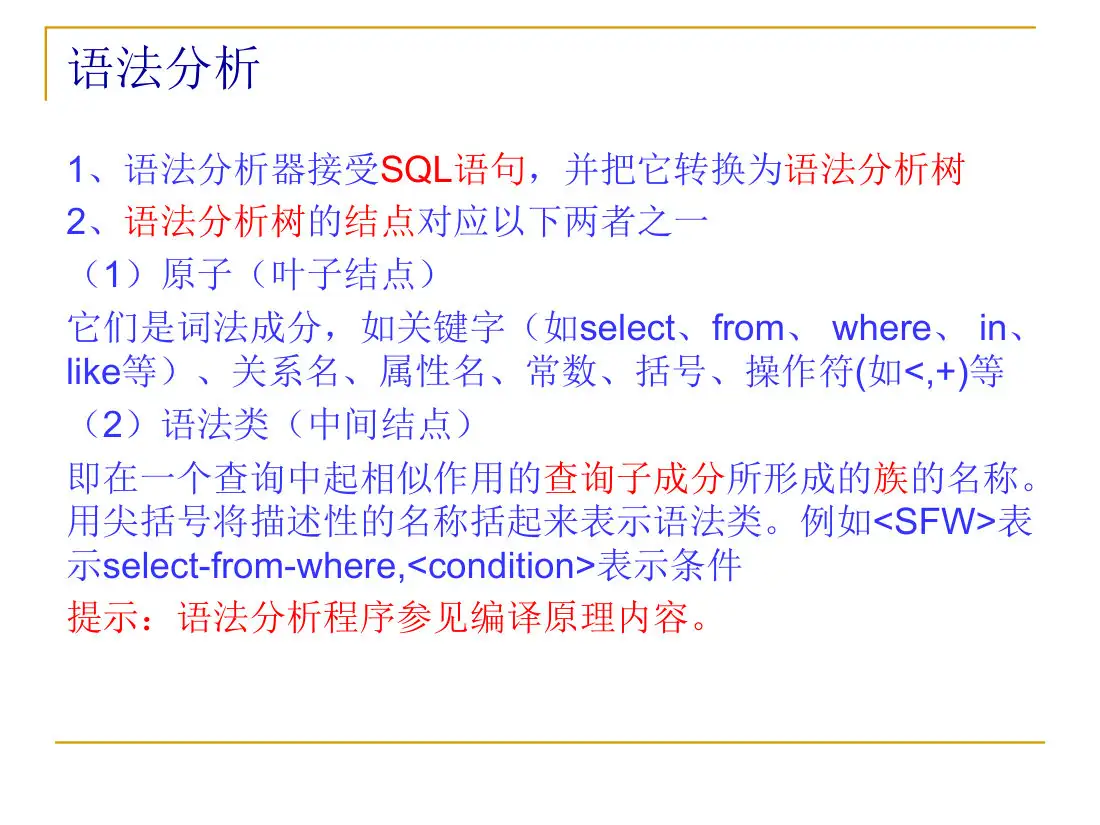 语法分析
1、语法分析器接受SQL语句，并把它转换为语法分析树
2、语法分析树的结点对应以下两者之一
（1）原子（叶子结点）
它们是词法成分，如关键字（如select、from、 where、 in、
like等）、关系名、属性名、常数、括号、操作符(如<,+)等
（2）语法类（中间结点）
即在一个查询中起相似作用的查询子成分所形成的族的名称。
用尖括号将描述性的名称括起来表示语法类。例如<SFW>表
示select-from-where,<condition>表示条件
提示：语法分析程序参见编译原理内容。